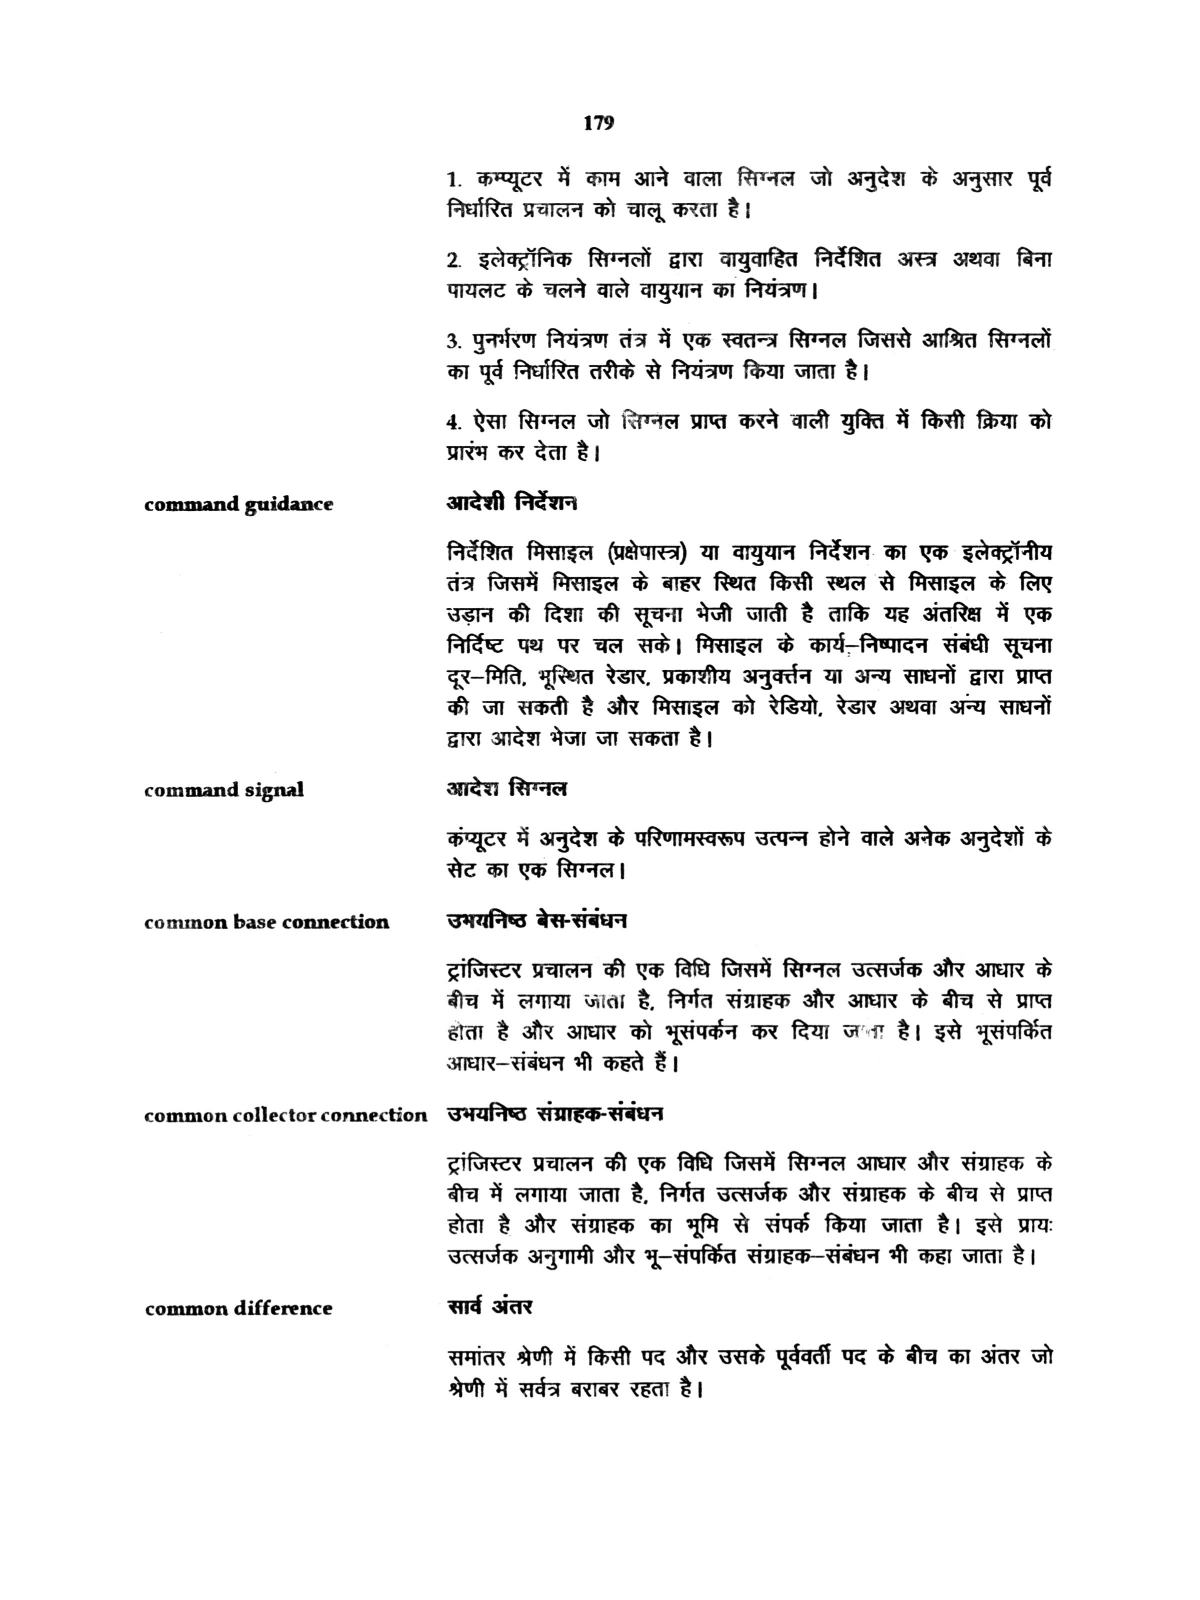 179
1. कम्प्यूटर में काम आने वाला सिग्नल जो अनुदेश के अनुसार पूर्व
निर्धारित प्रचालन को चालू करता है।
2. इलेक्ट्रॉनिक सिग्नलों द्वारा वायुवाहित निर्देशित अस्त्र अथवा बिना
पायलट के चलने वाले वायुयान का नियंत्रण।
3. पुनर्भरण नियंत्रण तंत्र में एक स्वतन्त्र सिग्नल जिससे आश्रित सिग्नलों
का पूर्व निर्धारित तरीके से नियंत्रण किया जाता है।
4. ऐसा सिग्नल जो सिग्नल प्राप्त करने वाली युक्ति में किसी क्रिया को
प्रारंभ कर देता है।
command guidance आदेशी निर्देशन
निर्देशित मिसाइल (प्रक्षेपास्त्र) या वायुयान निर्देशन का एक इलेक्ट्रॉनीय
तंत्र जिसमें मिसाइल के बाहर स्थित किसी स्थल से मिसाइल के लिए
उड़ान की दिशा की सूचना भेजी जाती है ताकि यह अंतरिक्ष में एक
निर्दिष्ट पथ पर चल सके। मिसाइल के कार्य–निष्पादन संबंधी सूचना
दूर–मिति, भूस्थित रेडार, प्रकाशीय अनुवर्त्तन या अन्य साधनों द्वारा प्राप्त
की जा सकती है और मिसाइल को रेडियो, रेडार अथवा अन्य साधनों
द्वारा आदेश भेजा जा सकता है।
command signal आदेश सिग्नल
कंप्यूटर में अनुदेश के परिणामस्वरूप उत्पन्न होने वाले अनेक अनुदेशों के
सेट का एक सिग्नल।
common base connection उभयनिष्ठ बेस-संबंधन
ट्रांजिस्टर प्रचालन की एक विधि जिसमें सिग्नल उत्सर्जक और आधार के
बीच में लगाया जाता है, निर्गत संग्राहक और आधार के बीच से प्राप्त
होता है और आधार को भूसंपर्कन कर दिया जाता है। इसे भूसंपर्कित
आधार–संबंधन भी कहते हैं।
common collector connection उभयनिष्ठ संग्राहक-संबंधन
ट्रांजिस्टर प्रचालन की एक विधि जिसमें सिग्नल आधार और संग्राहक के
बीच में लगाया जाता है, निर्गत उत्सर्जक और संग्राहक के बीच से प्राप्त
होता है और संग्राहक का भूमि से संपर्क किया जाता है। इसे प्रायः
उत्सर्जक अनुगामी और भू–संपर्कित संग्राहक–संबंधन भी कहा जाता है।
common difference सार्व अंतर
समांतर श्रेणी में किसी पद और उसके पूर्ववर्ती पद के बीच का अंतर जो
श्रेणी में सर्वत्र बराबर रहता है।